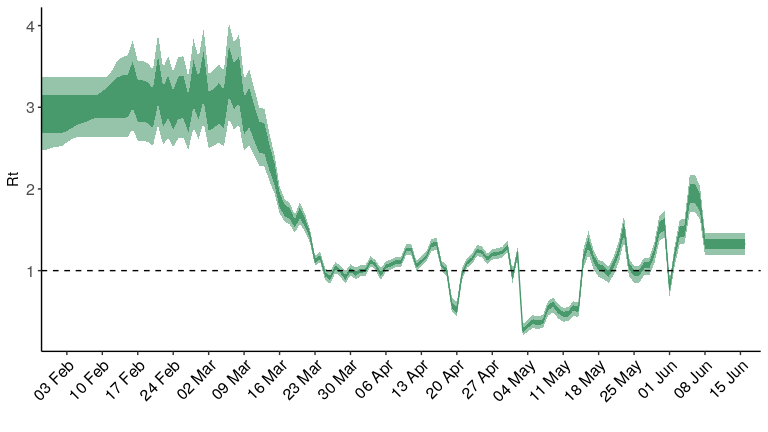 4
3
2
1
Rt
03 Feb
10 Feb
17 Feb
24 Feb
02 Mar
09 Mar
16 Mar
23 Mar
30 Mar
06 Apr
13 Apr
20 Apr
27 Apr
04 May
11 May
18 May
25 May
01 Jun
08 Jun
15 Jun